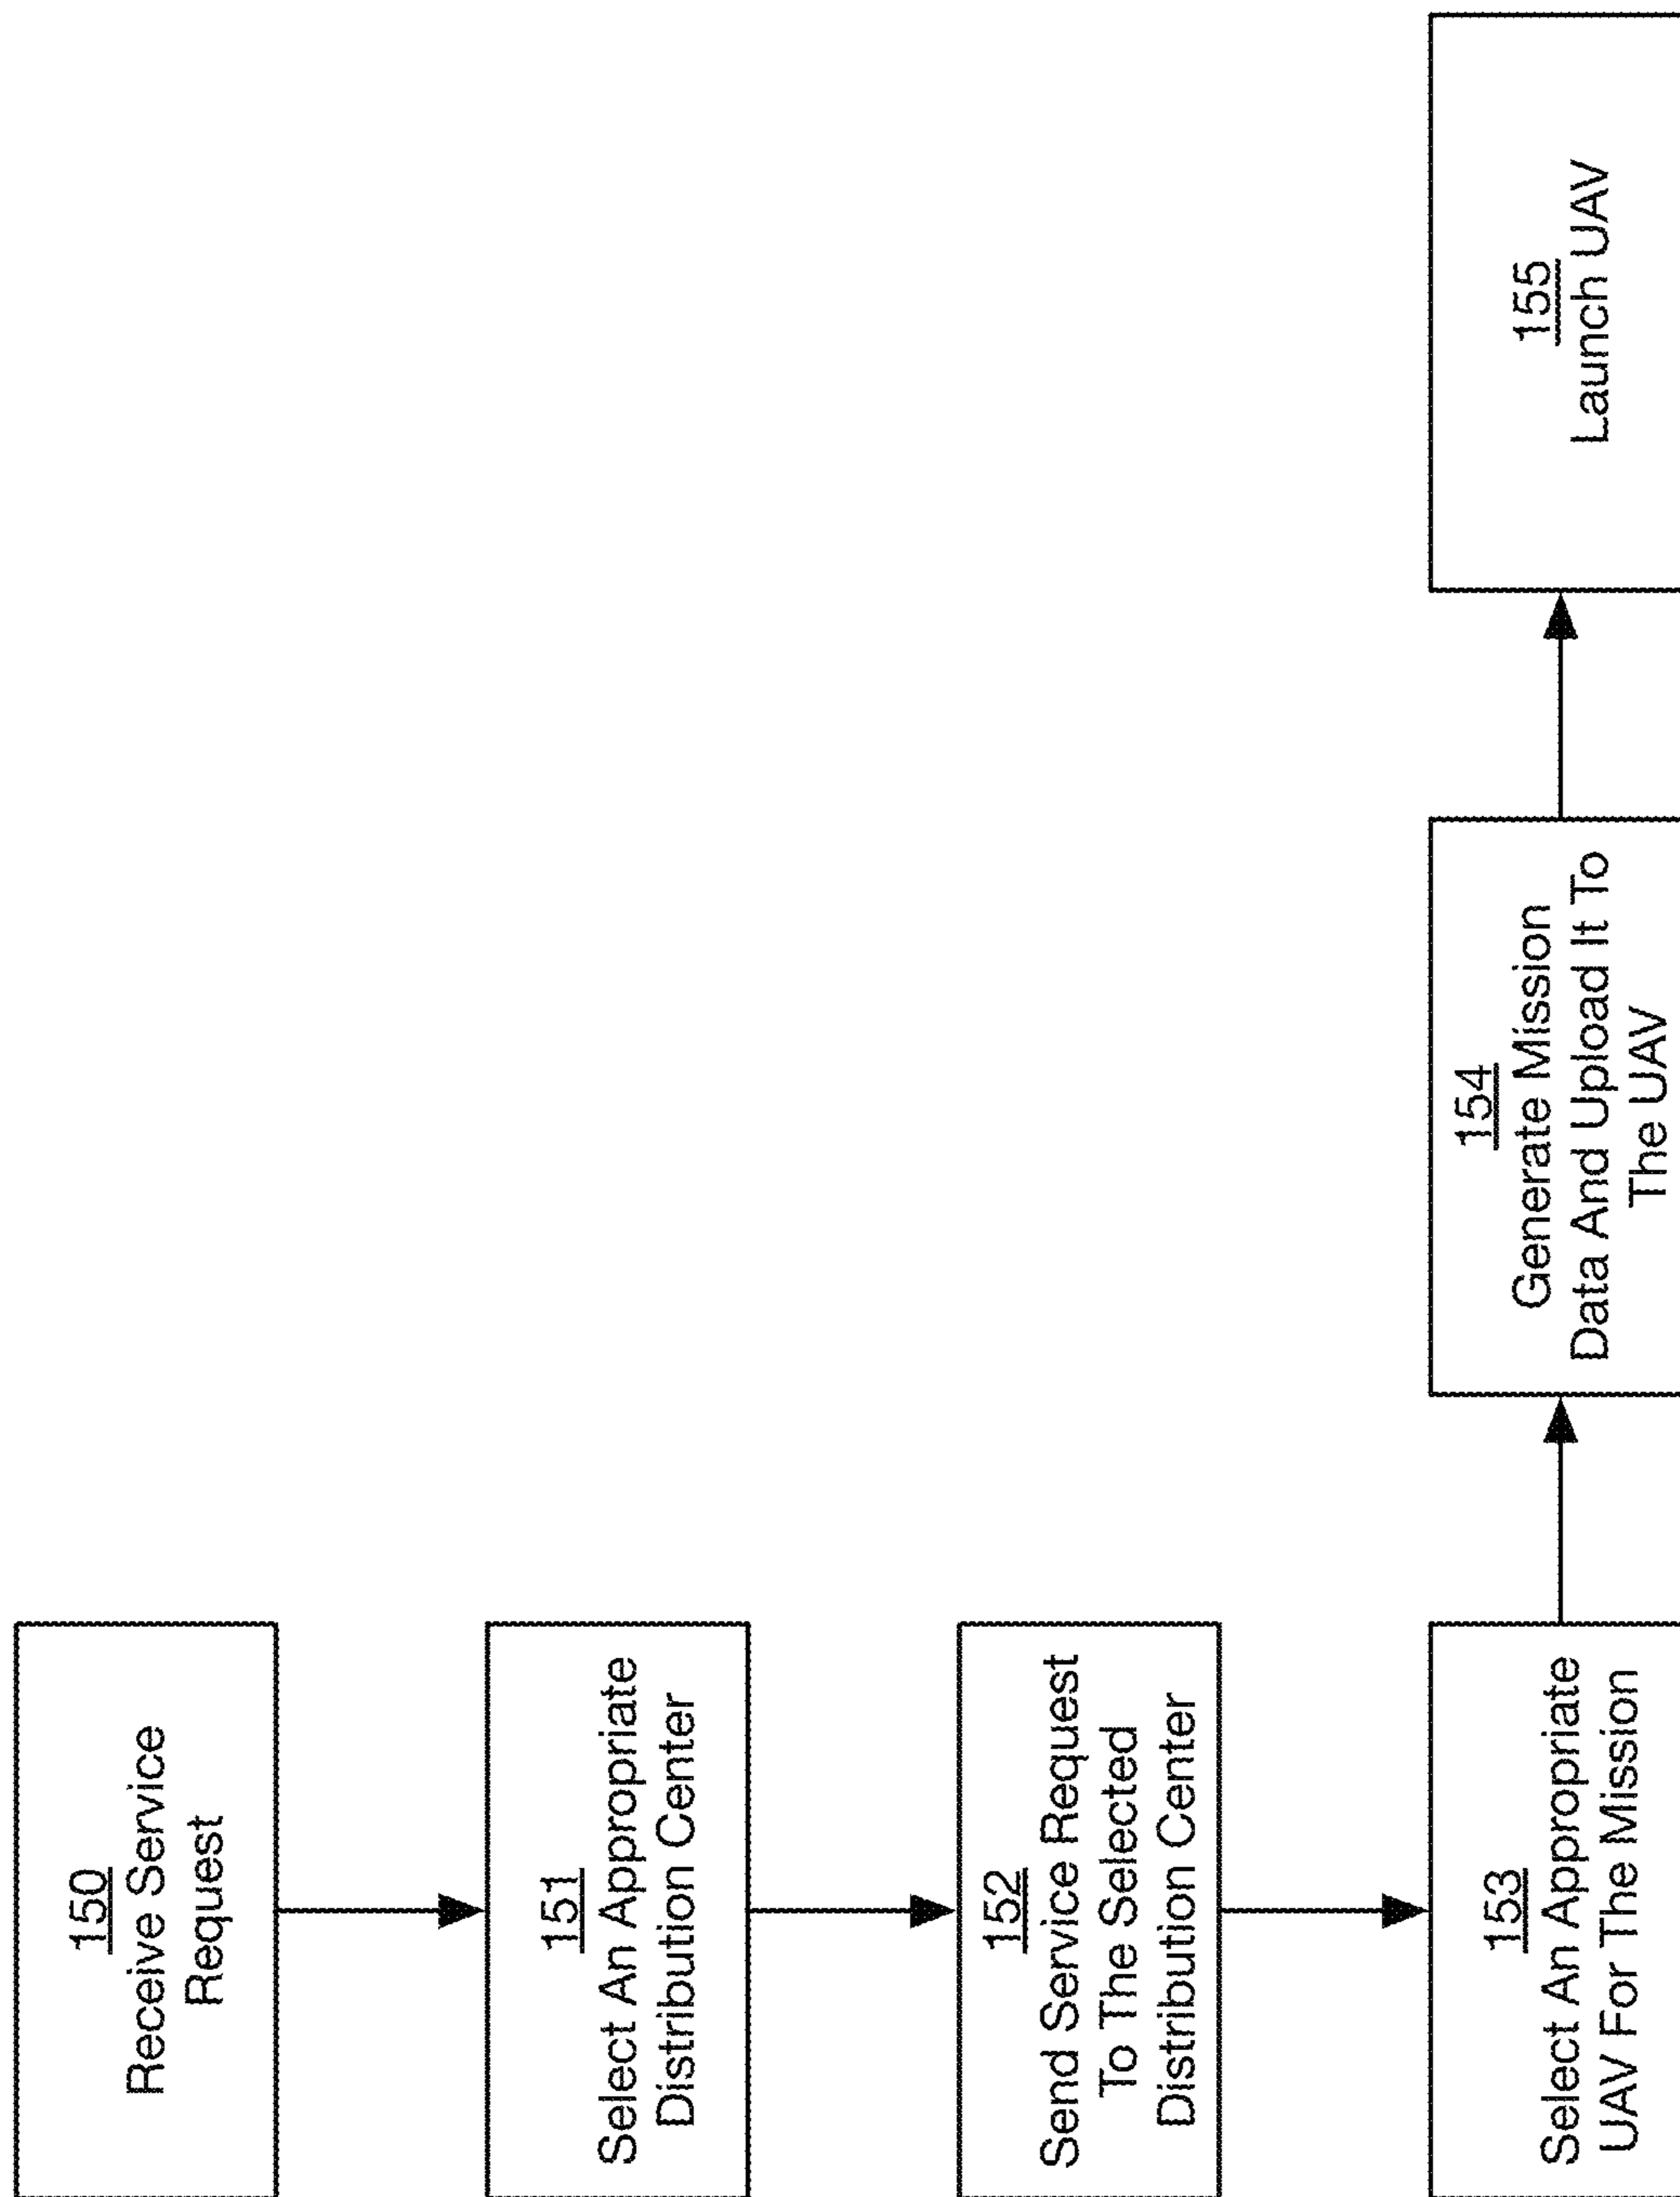 150
Receive Service
Request
151
Select An Appropriate
Distribution Center
152
Send Service Request
To The Selected
Distribution Center
153
Select An Appropriate
UAV For The Mission
154
Generate Mission
Data And Upload It To
The UAV
155
Launch UAV